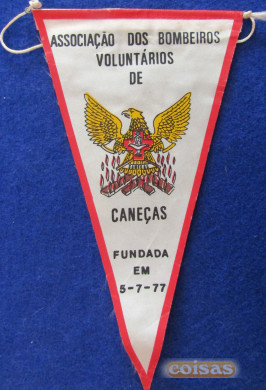 ASSOCIAÇÃO DOS BOMBEIROS
VOLUNTÁRIOS
DE
CANEÇAS
FUNDADA
EM
5-7-77
coisas